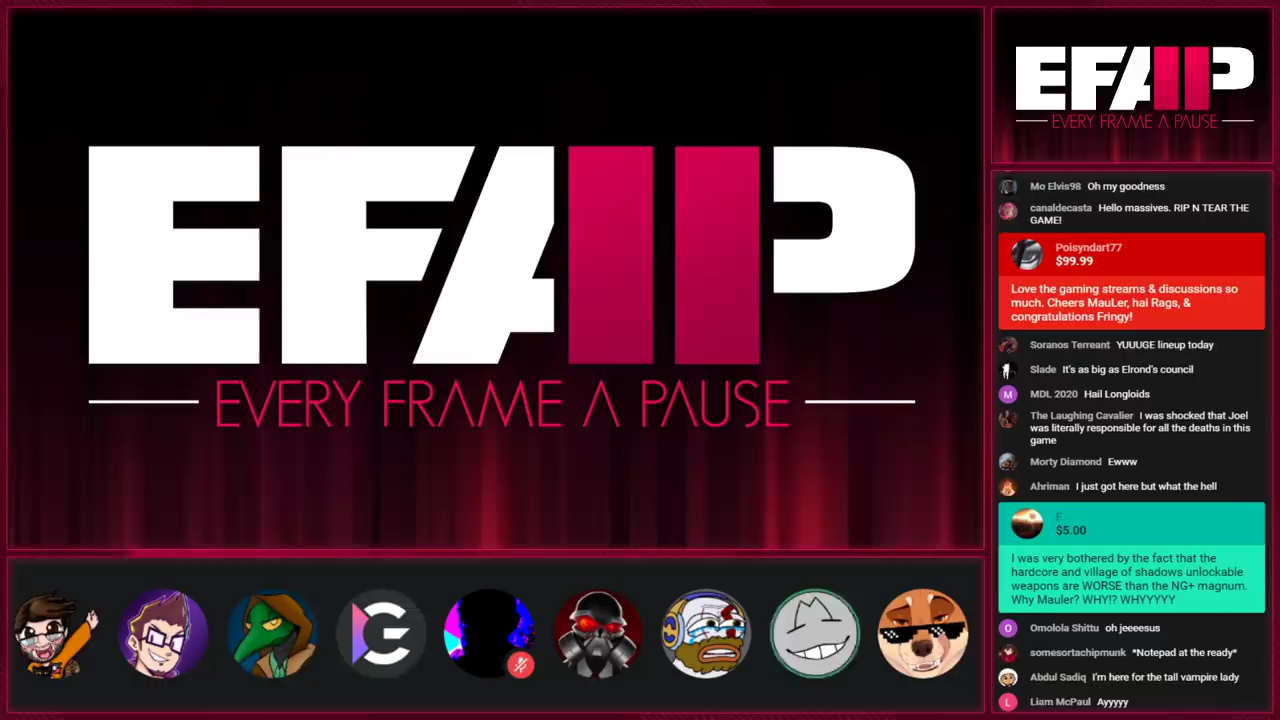 EFAP
EVERY FRAME A PAUSE
EFAP
EVERY FRAME A PAUSE
Mo Elvis98 Oh my goodness
canaldecasta Hello massives. RIP N TEAR THE
GAME!
Poisyndart77
$99.99
Love the gaming streams & discussions so
much. Cheers MauLer, hai Rags, &
congratulations Fringy!
Soranos Terreant YUUUGE lineup today
Slade It's as big as Elrond's council
M MDL 2020 Hail Longloids
The Laughing Cavalier I was shocked that Joel
was literally responsible for all the deaths in this
game
Morty Diamond Ewww
Ahriman I just got here but what the hell
F
$5.00
I was very bothered by the fact that the
hardcore and village of shadows unlockable
weapons are WORSE than the NG+ magnum.
Why Mauler? WHY!? WHYYYYY
O Omolola Shittu oh jeeeesus
somesortachipmunk *Notepad at the ready*
Abdul Sadiq I'm here for the tall vampire lady
L Liam McPaul Ayyyyy